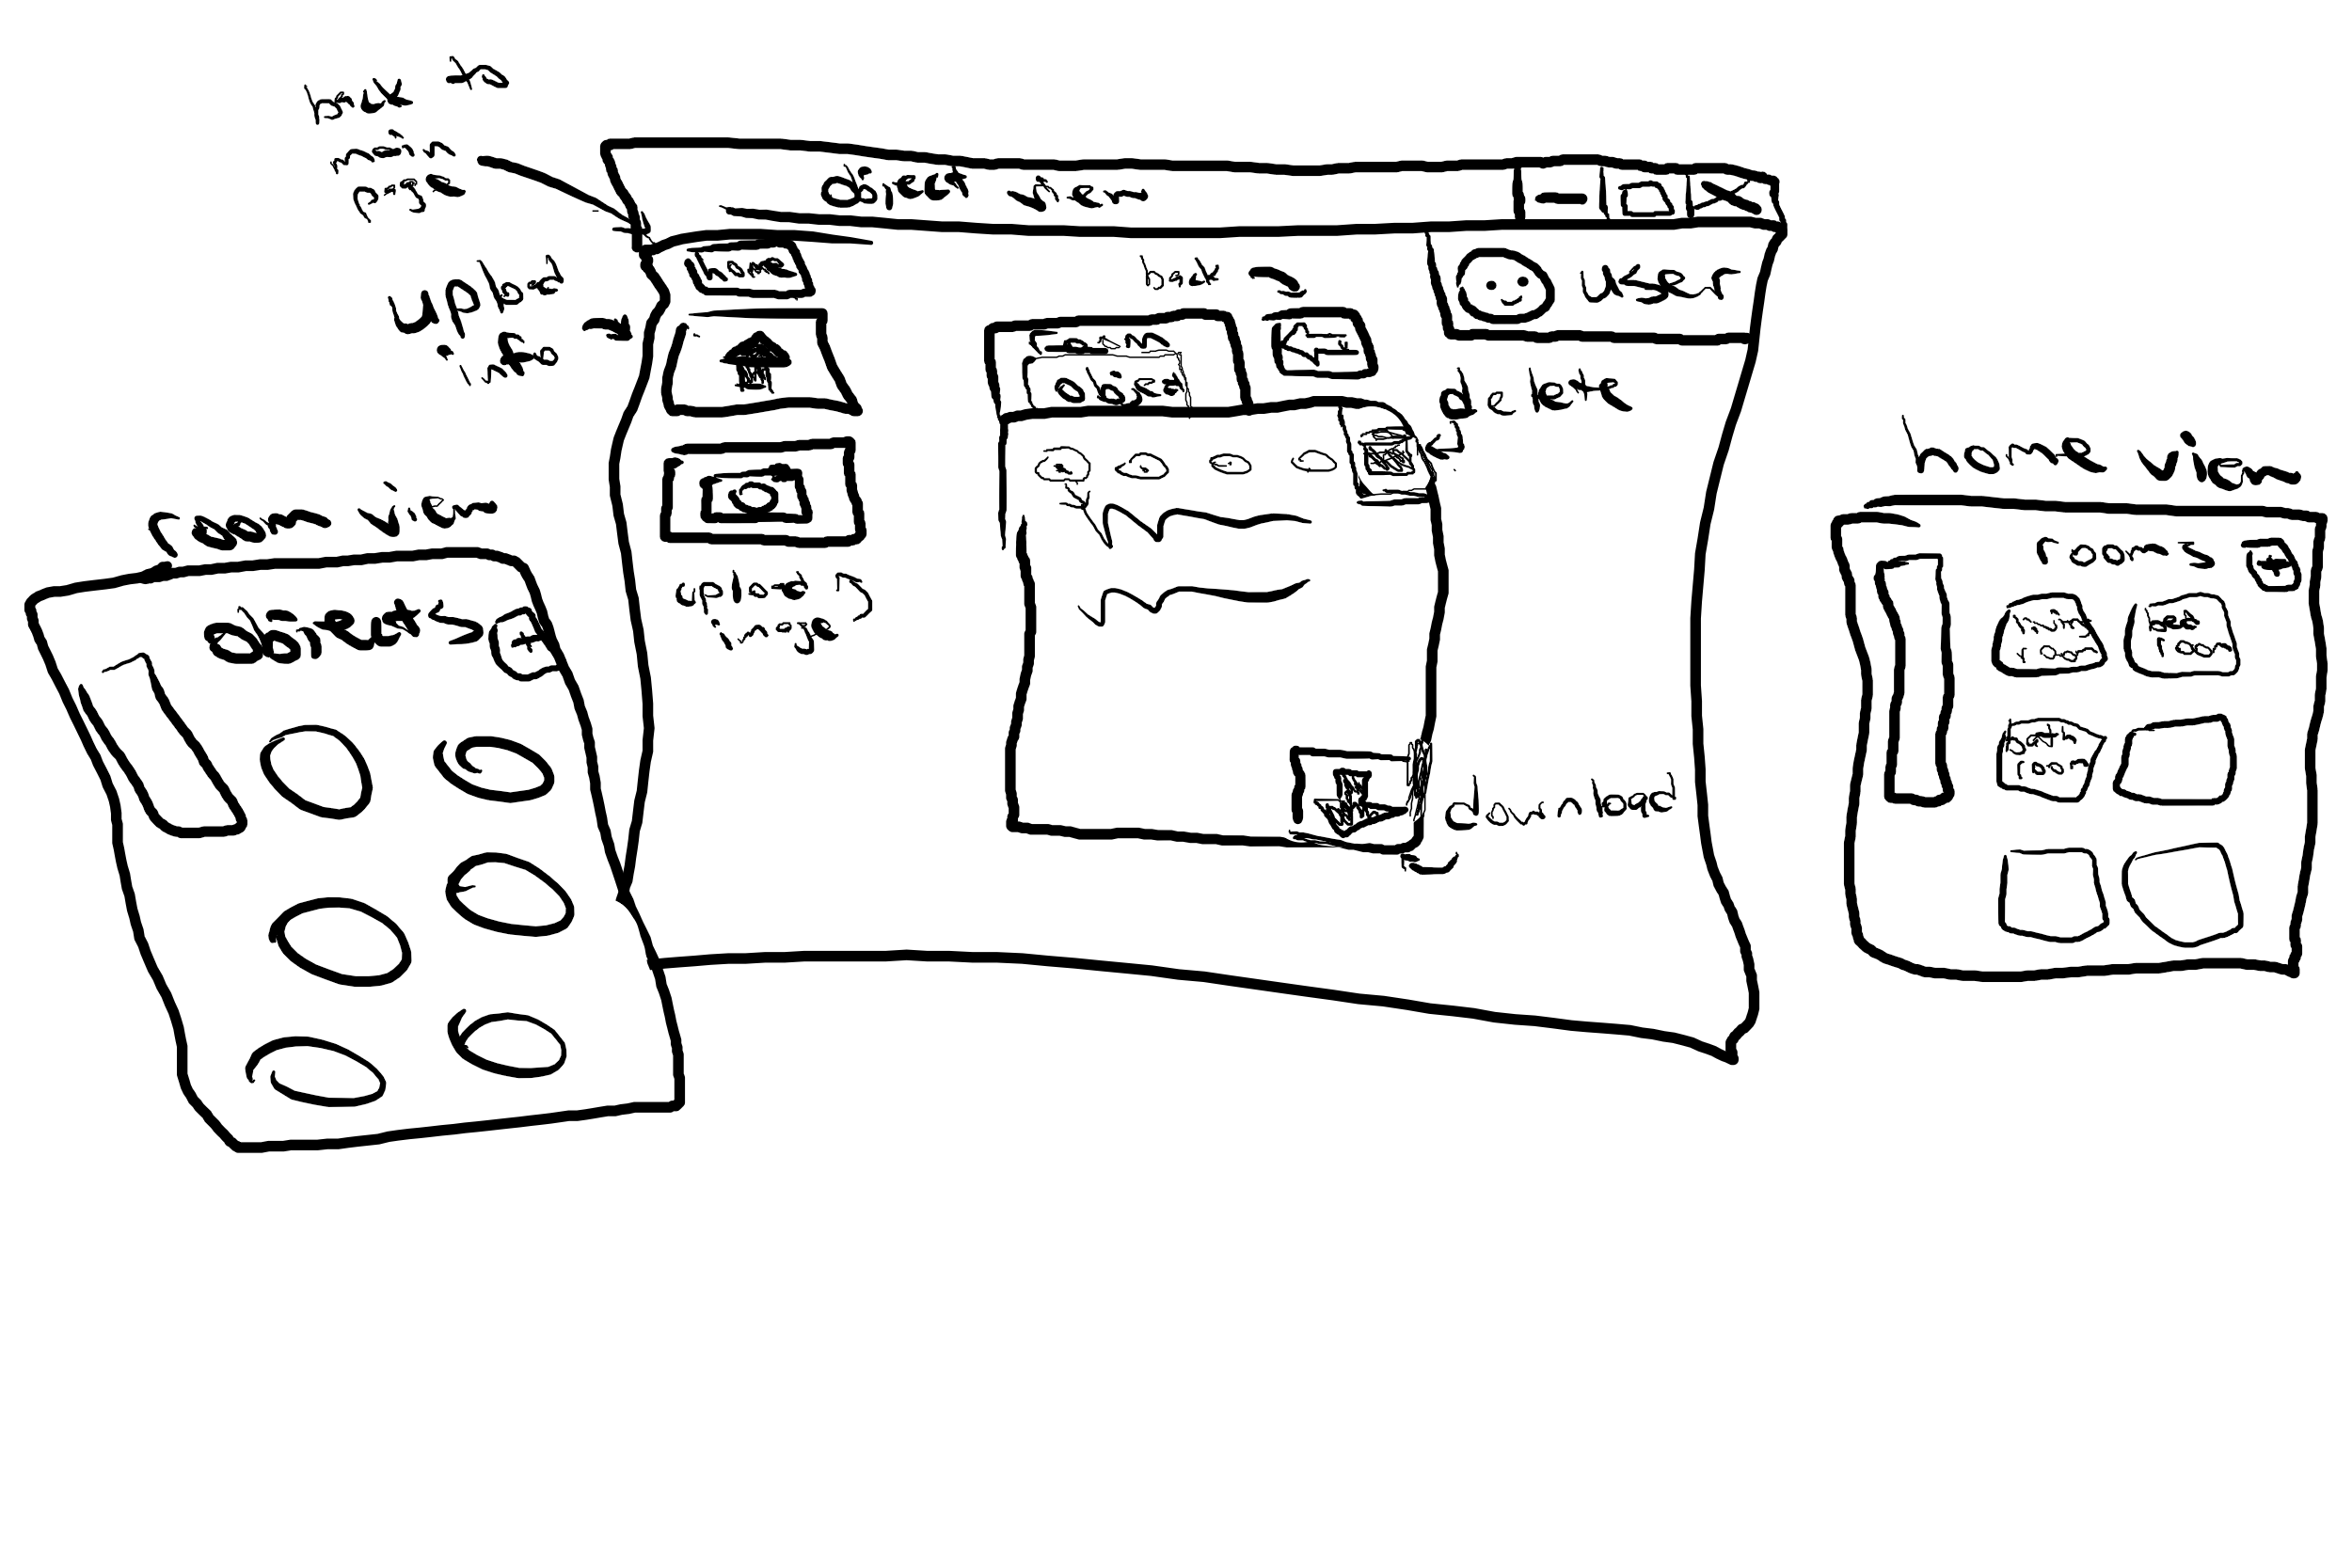 back to
main
page
object view
home
user
back
upload
info
object
delete
room view
home view
upload
image
objects
+
rooms +
living room
bed room
bath room
download